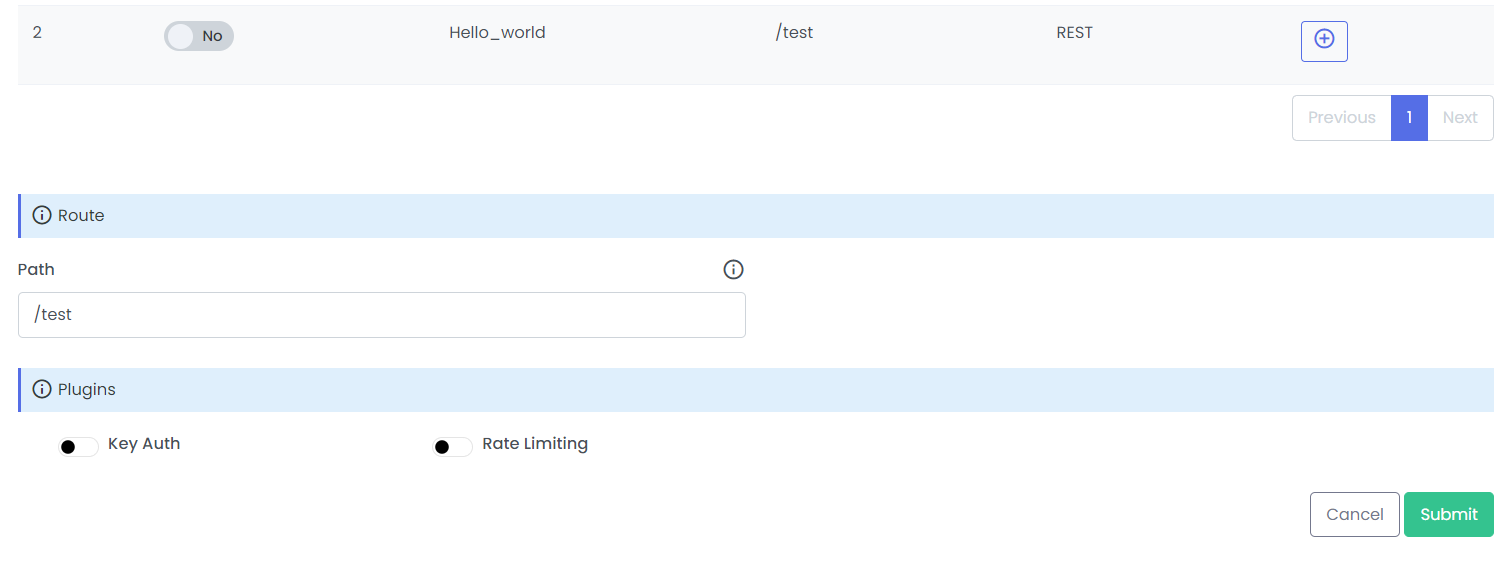 2 No Hello_world /test REST
Previous 1 Next
Route
Path
/test
Plugins
Key Auth Rate Limiting
Cancel Submit